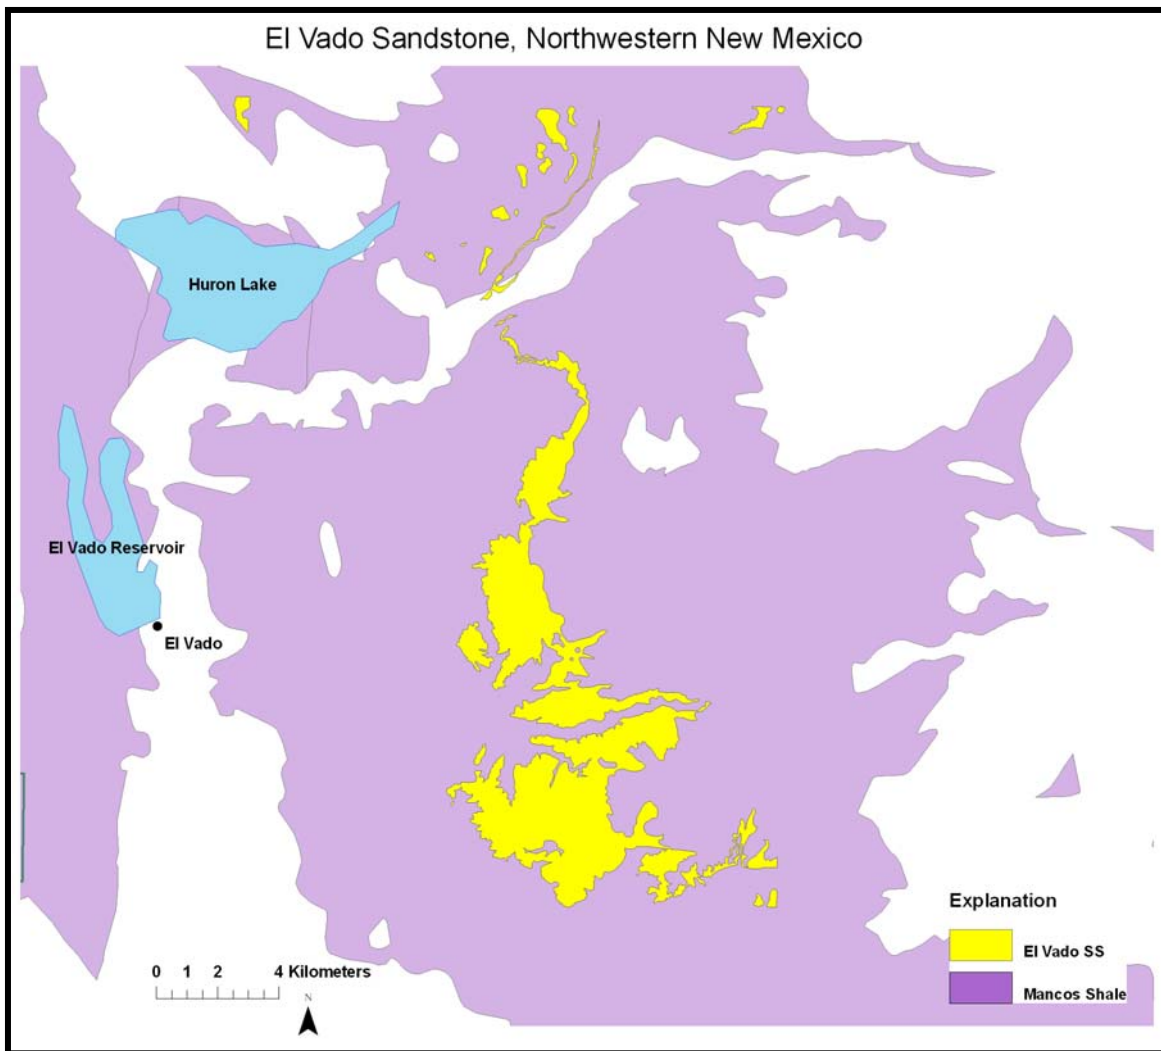 El Vado Sandstone, Northwestern New Mexico
Huron Lake
El Vado Reservoir
El Vado
Explanation
El Vado SS
Mancos Shale
0 1 2 4 Kilometers
N